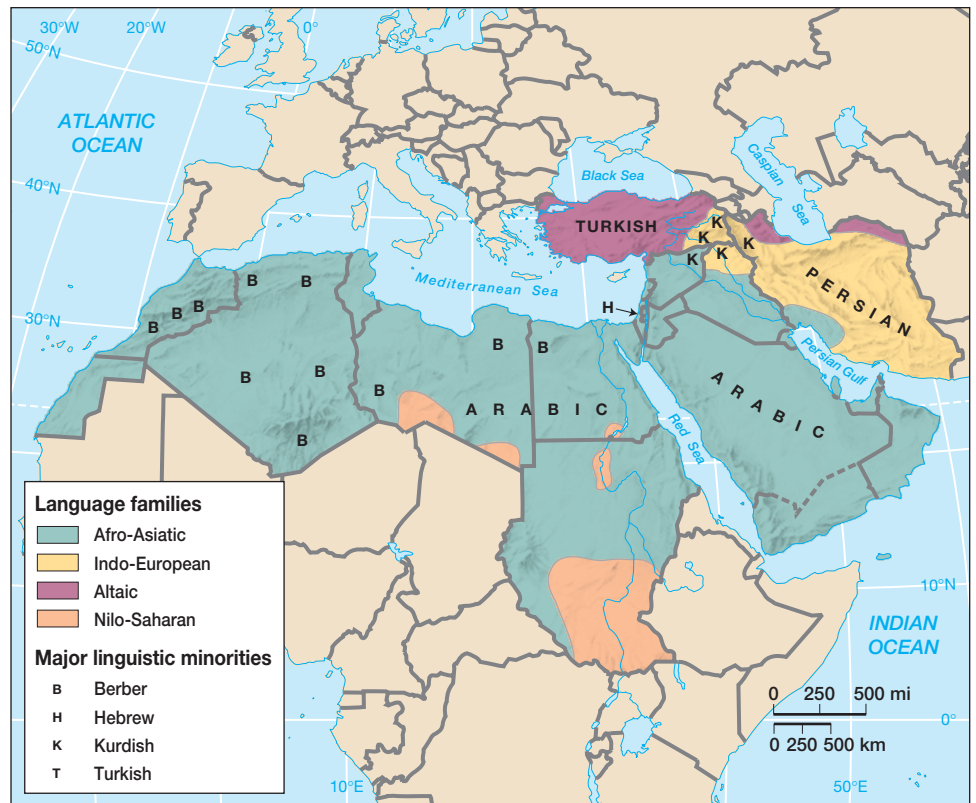 30°W
20°W
10°W
0°
50°N
ATLANTIC
OCEAN
40°N
30°N
Black Sea
Caspian
Sea
TURKISH
K
K
K
K
K
PERSIAN
Mediterranean Sea
H
B
B
B
B
B
B
B
B
B
B
B
B
ARABIC
ARABIC
Persian Gulf
Red Sea
Language families
Afro-Asiatic
Indo-European
Altaic
Nilo-Saharan
Major linguistic minorities
B Berber
H Hebrew
K Kurdish
T Turkish
10°N
INDIAN
OCEAN
0 250 500 mi
0 250 500 km
0°
10°E
50°E